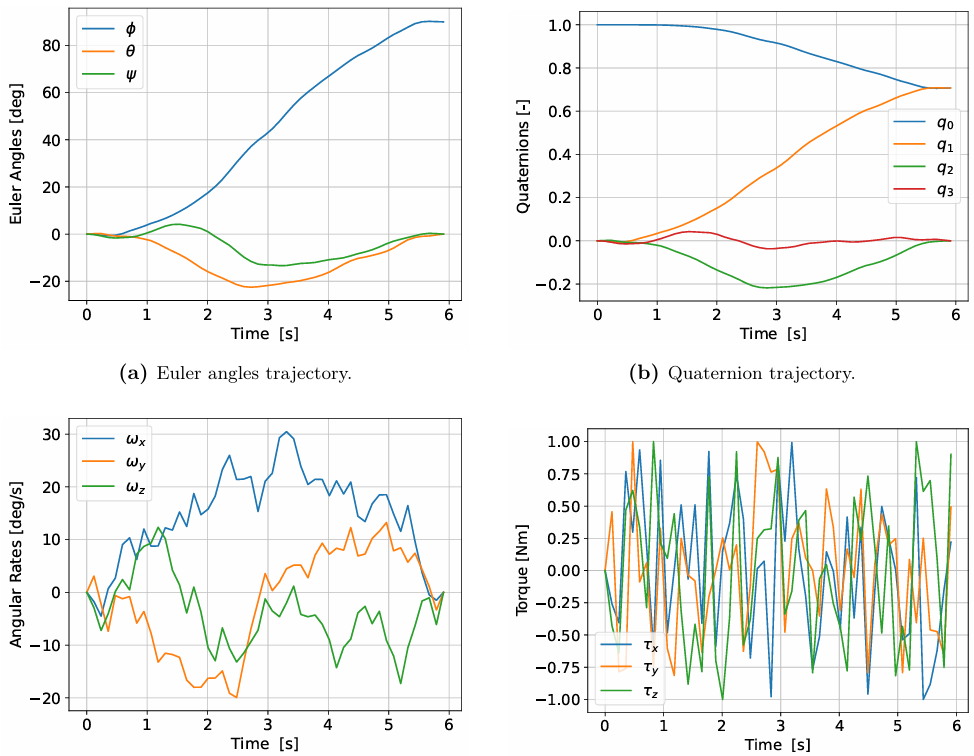 ϕ
θ
ψ
80
60
40
20
0
−20
Euler Angles [deg]
0 1 2 3 4 5 6
Time [s]
(a) Euler angles trajectory.
1.0
0.8
0.6
0.4
0.2
0.0
−0.2
Quaternions [-]
q0
q1
q2
q3
0 1 2 3 4 5 6
Time [s]
(b) Quaternion trajectory.
ωx
ωy
ωz
30
20
10
0
−10
−20
Angular Rates [deg/s]
0 1 2 3 4 5 6
Time [s]
1.00
0.75
0.50
0.25
0.00
−0.25
−0.50
−0.75
−1.00
Torque [Nm]
τx
τy
τz
0 1 2 3 4 5 6
Time [s]